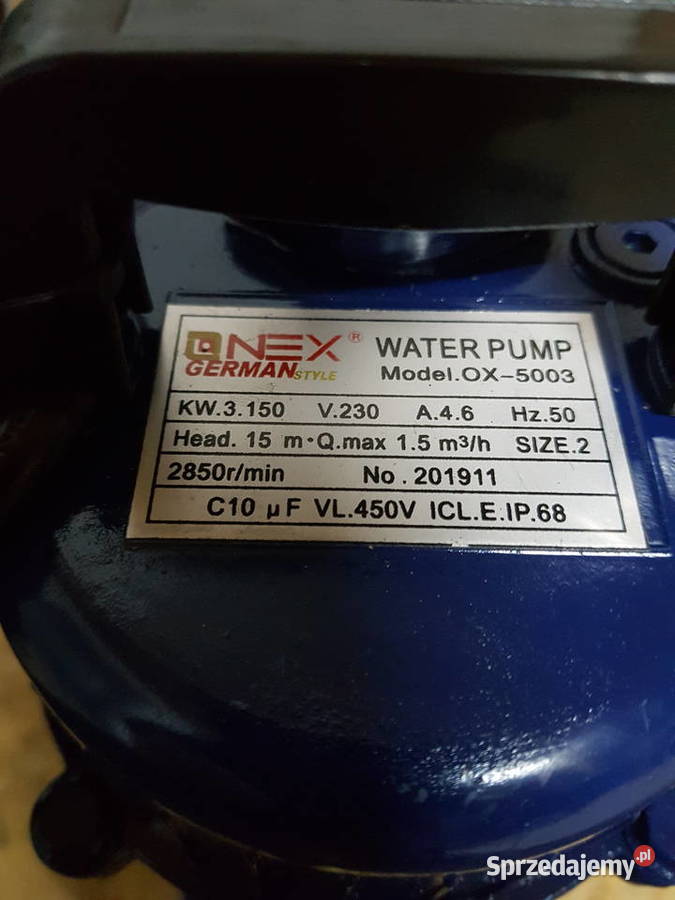 ONEX® WATER PUMP
GERMAN STYLE Model.OX-5003
KW.3.150 V.230 A.4.6 Hz.50
Head. 15 m·Q.max 1.5 m³/h SIZE.2
2850r/min No.201911
C10 µF VL.450V ICL.E.IP.68
Sprzedajemy.pl